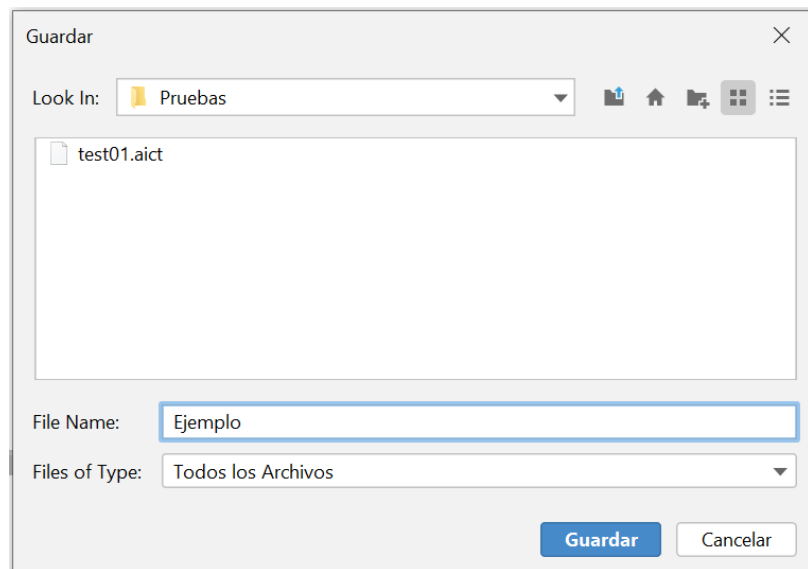 Guardar
Look In: Pruebas
test01.aict
File Name: Ejemplo
Files of Type: Todos los Archivos
Guardar Cancelar